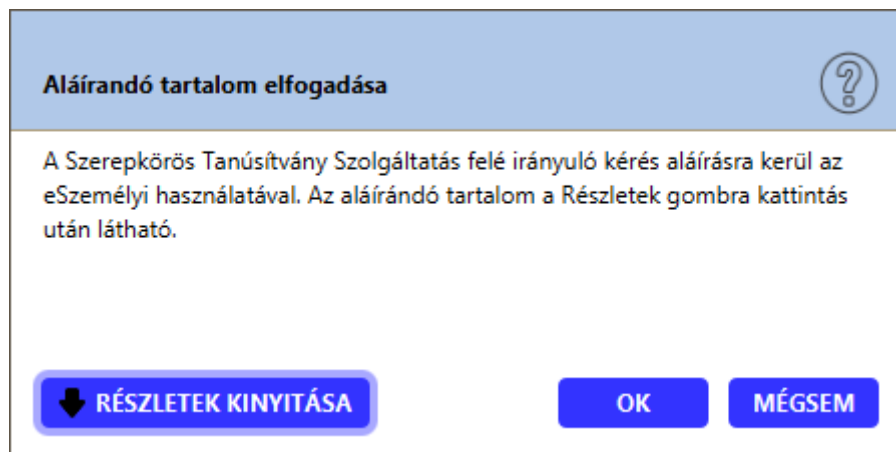 Aláírandó tartalom elfogadása
A Szerepkörös Tanúsítvány Szolgáltatás felé irányuló kérés aláírásra kerül az
eSzemélyi használatával. Az aláírándó tartalom a Részletek gombra kattintás
után látható.
RÉSZLETEK KINYITÁSA OK MÉGSEM